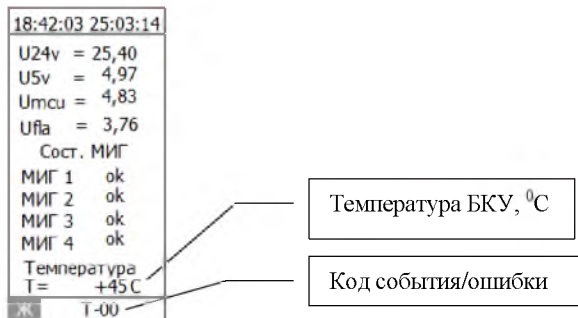 18:42:03 25:03:14
U24v = 25,40
U5v = 4,97
Umcu = 4,83
Ufla = 3,76
Сост. МИГ
МИГ 1 ok
МИГ 2 ok
МИГ 3 ok
МИГ 4 ok
Температура
T= +45C
Ж T-00
Температура БКУ, ⁰С
Код события/ошибки